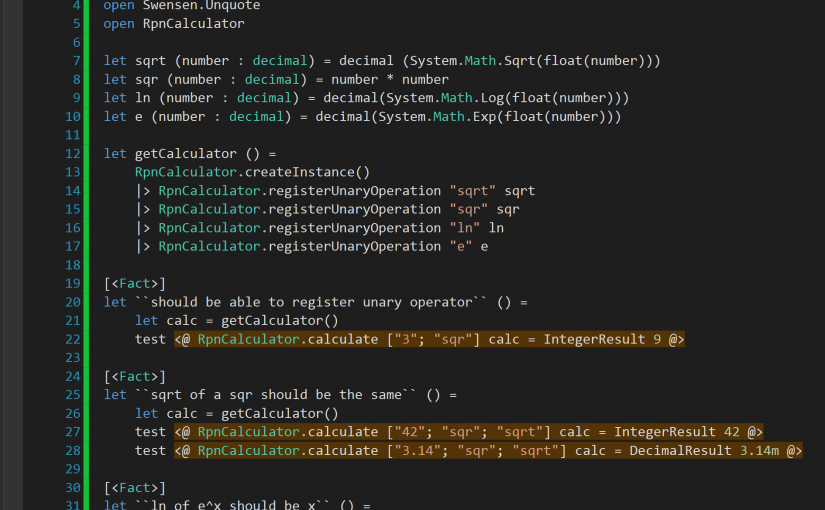 4 open Swensen.Unquote
5 open RpnCalculator
6
7 let sqrt (number : decimal) = decimal (System.Math.Sqrt(float(number)))
8 let sqr (number : decimal) = number * number
9 let ln (number : decimal) = decimal(System.Math.Log(float(number)))
10 let e (number : decimal) = decimal(System.Math.Exp(float(number)))
11
12 let getCalculator () =
13     RpnCalculator.createInstance()
14     |> RpnCalculator.registerUnaryOperation "sqrt" sqrt
15     |> RpnCalculator.registerUnaryOperation "sqr" sqr
16     |> RpnCalculator.registerUnaryOperation "ln" ln
17     |> RpnCalculator.registerUnaryOperation "e" e
18
19 [<Fact>]
20 let ``should be able to register unary operator`` () =
21     let calc = getCalculator()
22     test <@ RpnCalculator.calculate ["3"; "sqr"] calc = IntegerResult 9 @>
23
24 [<Fact>]
25 let ``sqrt of a sqr should be the same`` () =
26     let calc = getCalculator()
27     test <@ RpnCalculator.calculate ["42"; "sqr"; "sqrt"] calc = IntegerResult 42 @>
28     test <@ RpnCalculator.calculate ["3.14"; "sqr"; "sqrt"] calc = DecimalResult 3.14m @>
29
30 [<Fact>]
31 let ``ln of e^x should be x`` () =